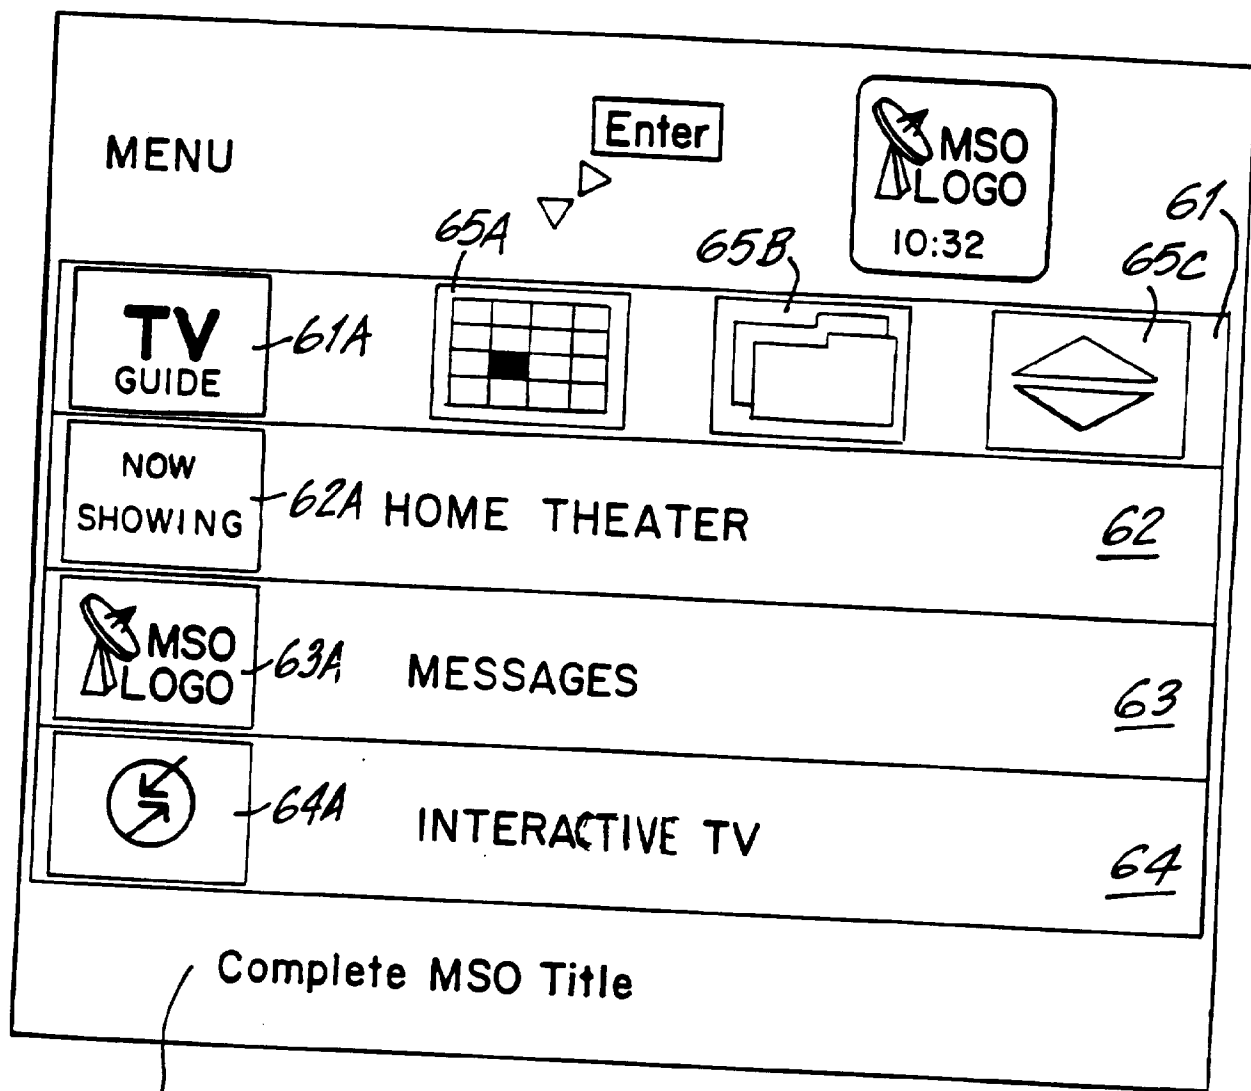 MENU
Enter
MSO
LOGO
10:32
61
65A
65B
65C
TV
GUIDE
61A
NOW
SHOWING
62A
HOME THEATER
62
MSO
LOGO
63A
MESSAGES
63
64A
INTERACTIVE TV
64
Complete MSO Title